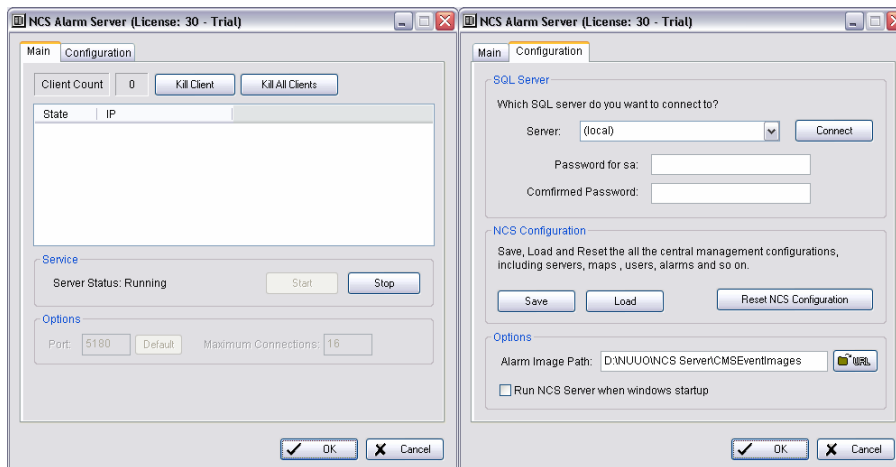 NCS Alarm Server (License: 30 - Trial)
Main Configuration
Client Count 0 Kill Client Kill All Clients
State IP
Service
Server Status: Running Start Stop
Options
Port: 5180 Default Maximum Connections: 16
OK Cancel
NCS Alarm Server (License: 30 - Trial)
Main Configuration
SQL Server
Which SQL server do you want to connect to?
Server: (local) Connect
Password for sa:
Comfirmed Password:
NCS Configuration
Save, Load and Reset the all the central management configurations,
including servers, maps , users, alarms and so on.
Save Load Reset NCS Configuration
Options
Alarm Image Path: D:\NUUO\NCS Server\CMSEventImages URL
Run NCS Server when windows startup
OK Cancel